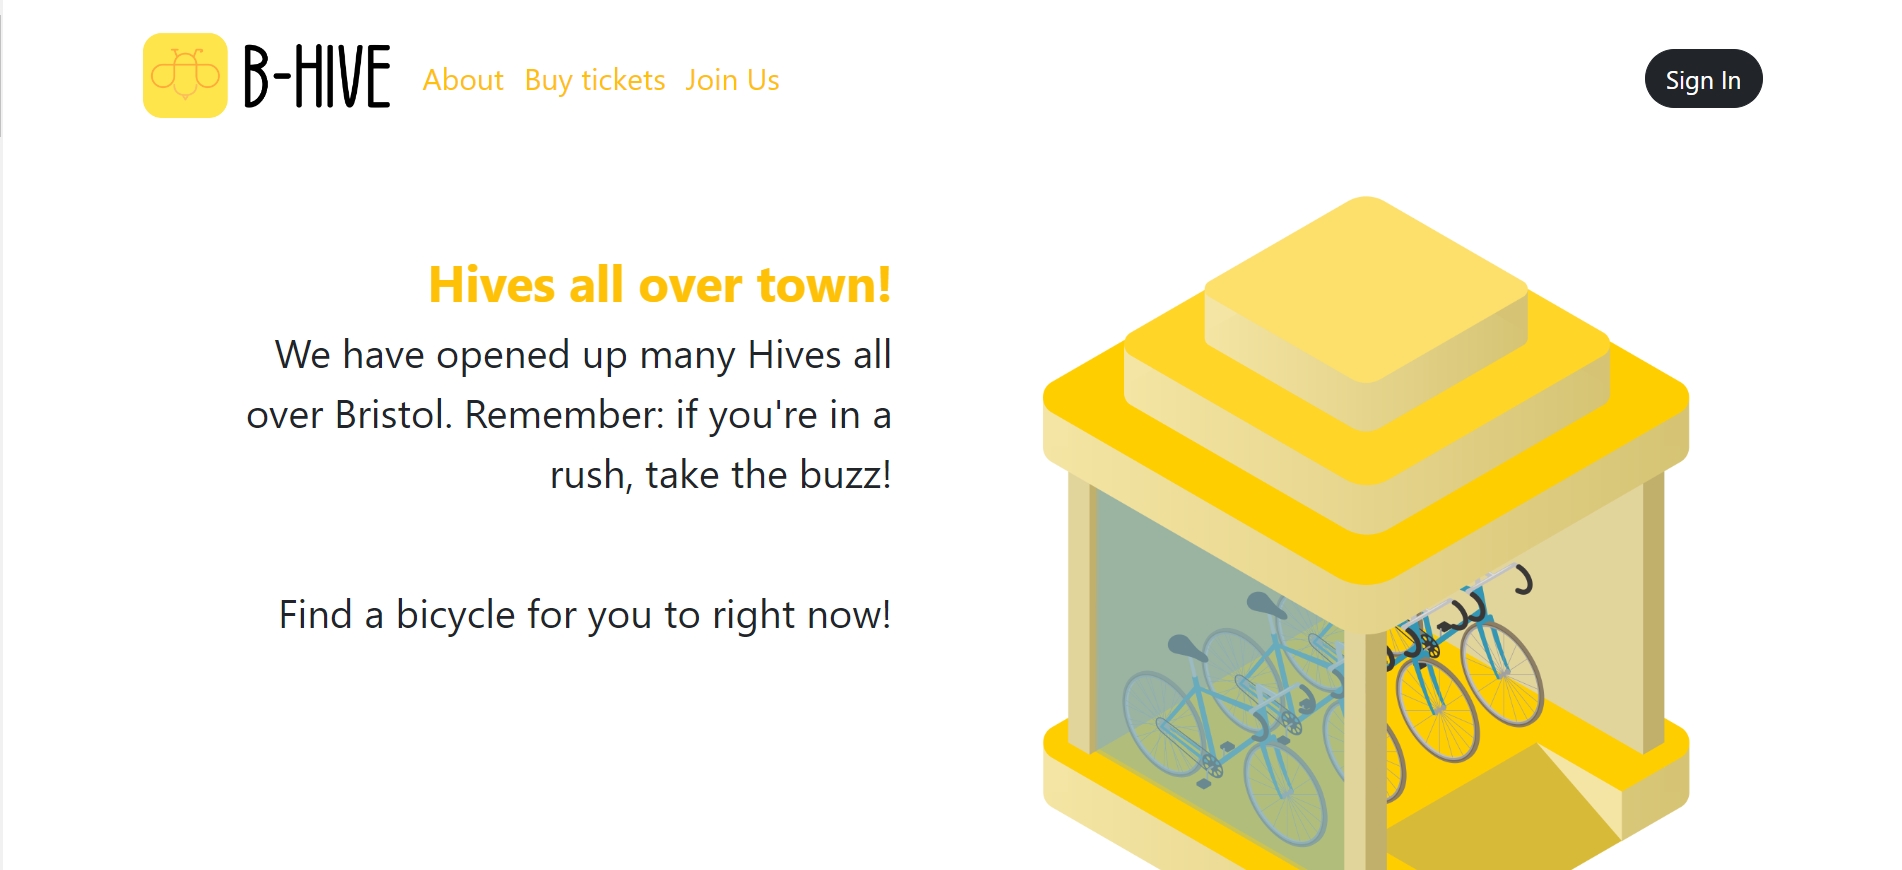 B-HIVE
About Buy tickets Join Us
Sign In
Hives all over town!
We have opened up many Hives all
over Bristol. Remember: if you're in a
rush, take the buzz!
Find a bicycle for you to right now!